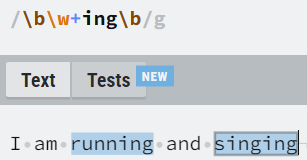 /\b\w+ing\b/g
Text Tests NEW
I am running and singing